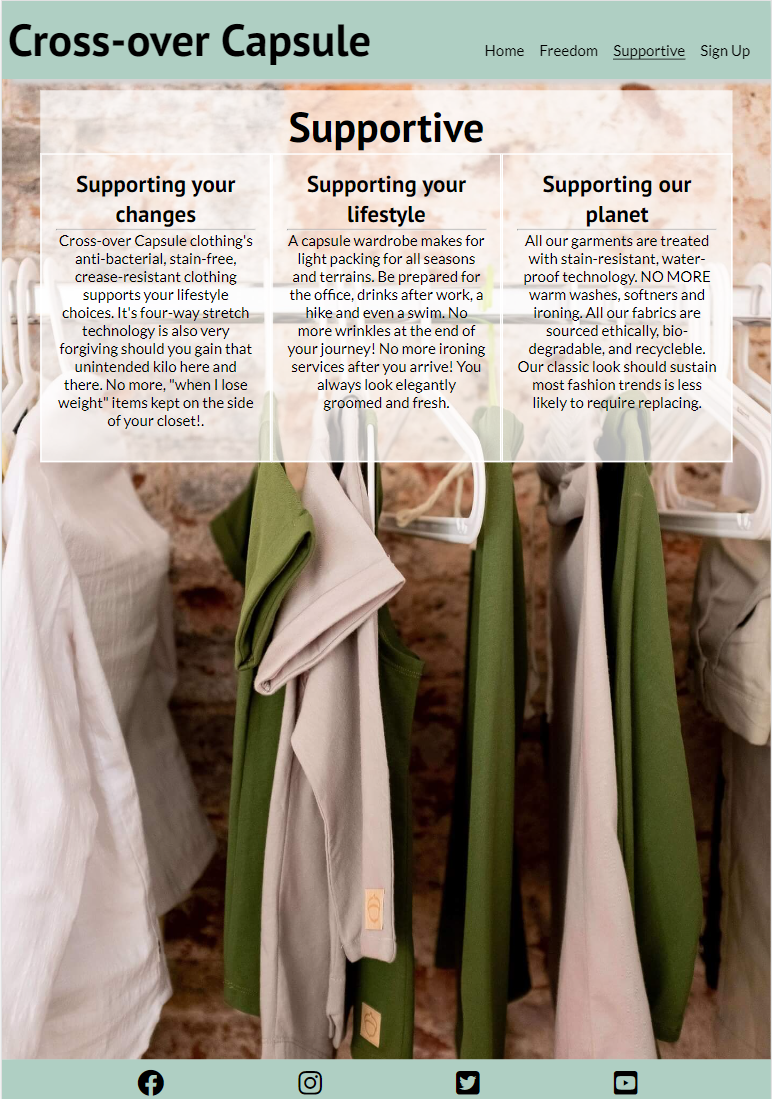 Cross-over Capsule
Home Freedom Supportive Sign Up
Supportive
Supporting your
changes
Cross-over Capsule clothing's
anti-bacterial, stain-free,
crease-resistant clothing
supports your lifestyle
choices. It's four-way stretch
technology is also very
forgiving should you gain that
unintended kilo here and
there. No more, "when I lose
weight" items kept on the side
of your closet!.
Supporting your
lifestyle
A capsule wardrobe makes for
light packing for all seasons
and terrains. Be prepared for
the office, drinks after work, a
hike and even a swim. No
more wrinkles at the end of
your journey! No more ironing
services after you arrive! You
always look elegantly
groomed and fresh.
Supporting our
planet
All our garments are treated
with stain-resistant, water-
proof technology. NO MORE
warm washes, softners and
ironing. All our fabrics are
sourced ethically, bio-
degradable, and recycleble.
Our classic look should sustain
most fashion trends is less
likely to require replacing.